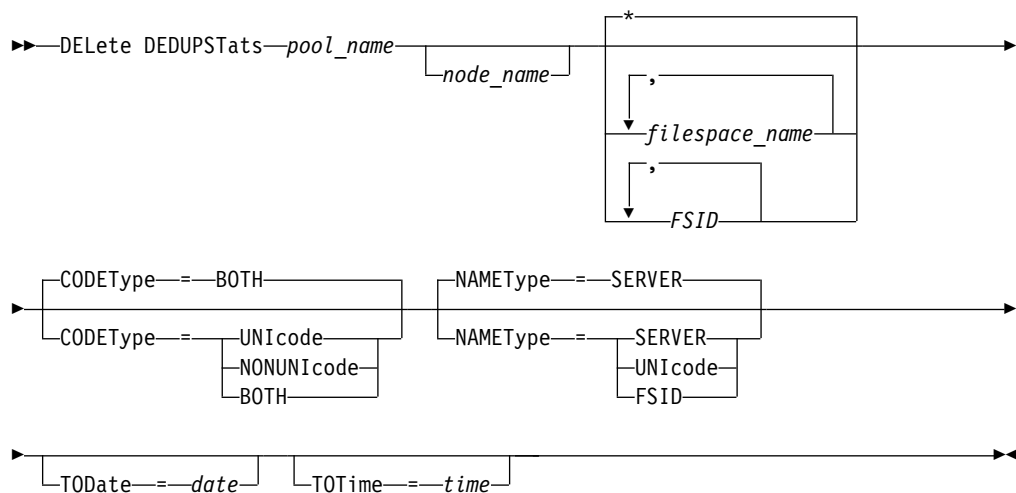 *
DELete DEDUPSTats pool_name
node_name
,
filespace_name
,
FSID
CODEType = BOTH NAMEType = SERVER
CODEType = UNIcode NAMEType = SERVER
NONUNIcode UNIcode
BOTH FSID
TODate = date TOTime = time